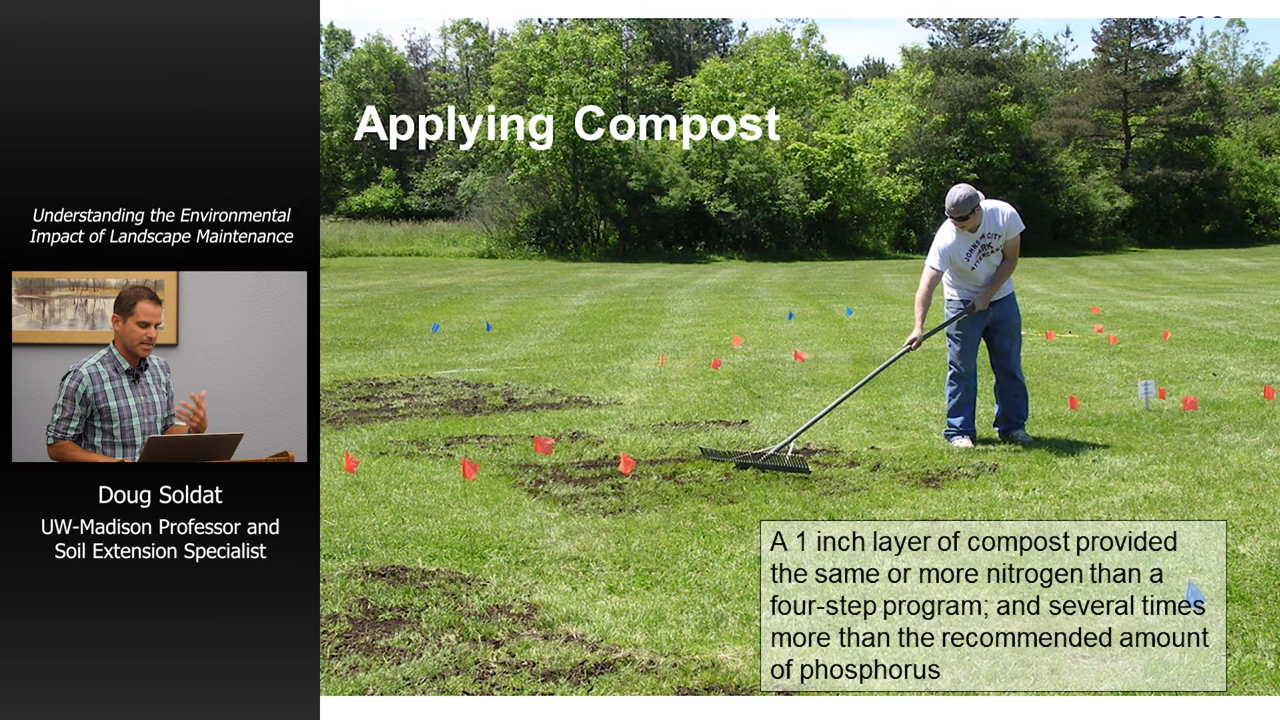 Understanding the Environmental
Impact of Landscape Maintenance
Doug Soldat
UW-Madison Professor and
Soil Extension Specialist
Applying Compost
JOHNSON CITY
A 1 inch layer of compost provided
the same or more nitrogen than a
four-step program; and several times
more than the recommended amount
of phosphorus